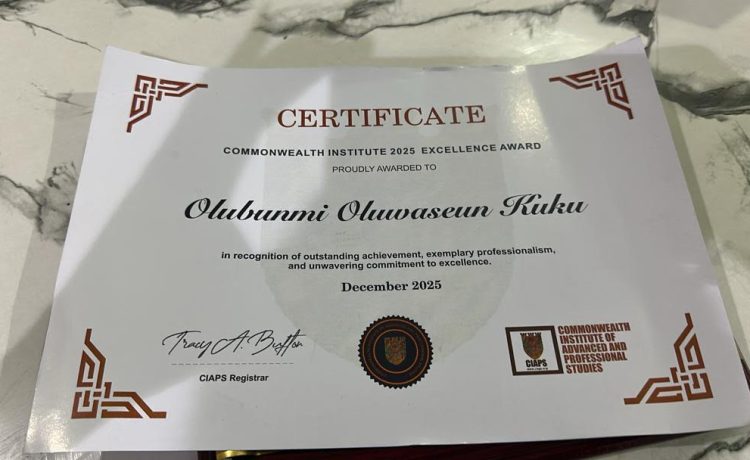 CERTIFICATE
COMMONWEALTH INSTITUTE 2025 EXCELLENCE AWARD
PROUDLY AWARDED TO
Olubunmi Oluwaseun Kuku
in recognition of outstanding achievement, exemplary professionalism,
and unwavering commitment to excellence.
December 2025
Tracy A. Bufton
CIAPS Registrar
CIAPS
COMMONWEALTH
INSTITUTE OF
ADVANCED AND
PROFESSIONAL
STUDIES